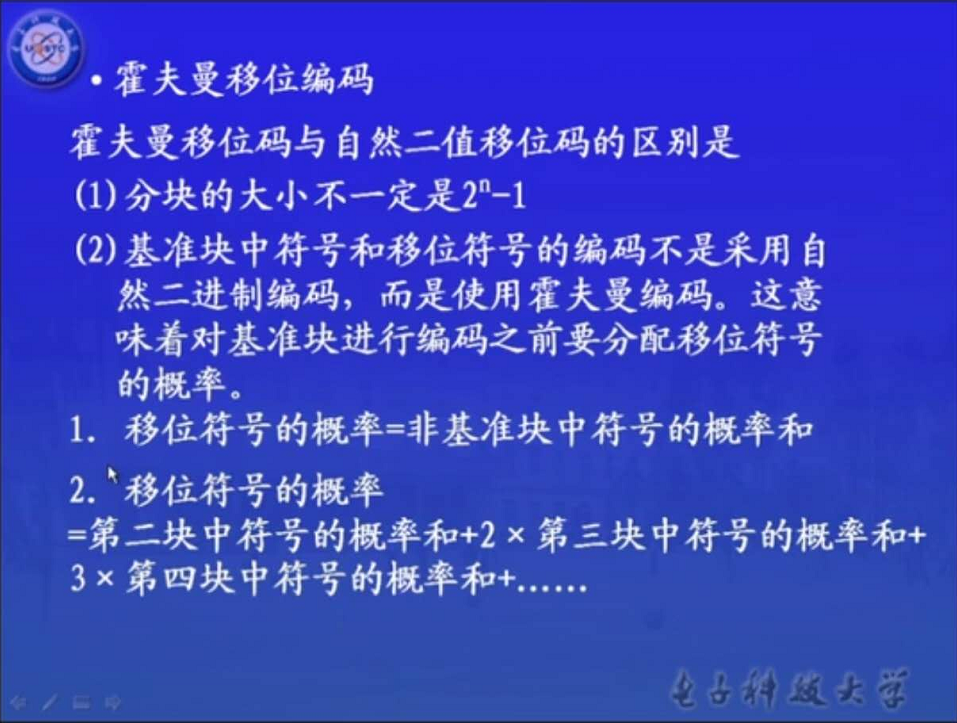 • 霍夫曼移位编码
霍夫曼移位码与自然二值移位码的区别是
(1)分块的大小不一定是2ⁿ-1
(2)基准块中符号和移位符号的编码不是采用自
然二进制编码，而是使用霍夫曼编码。这意
味着对基准块进行编码之前要分配移位符号
的概率。
1. 移位符号的概率=非基准块中符号的概率和
2. 移位符号的概率
=第二块中符号的概率和+2×第三块中符号的概率和+
3×第四块中符号的概率和+……
电子科技大学